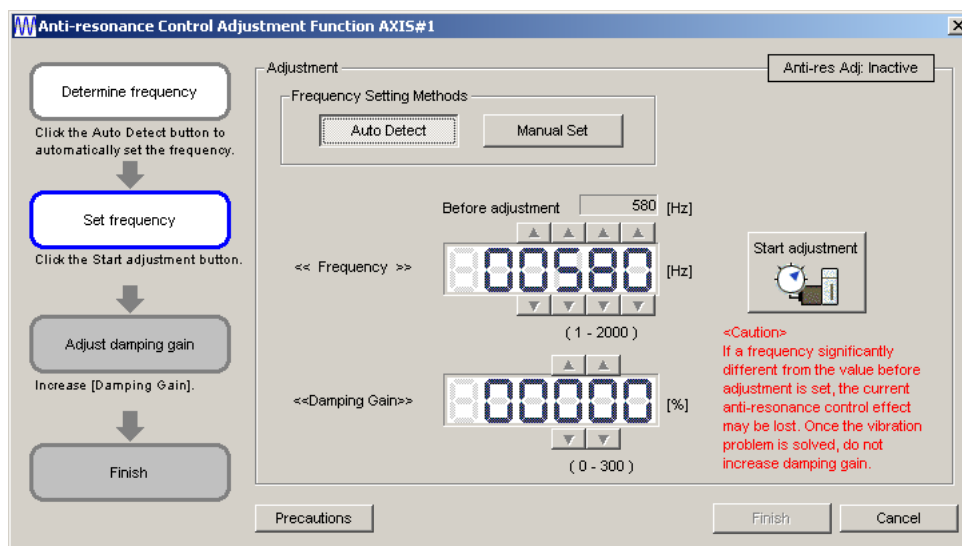 Anti-resonance Control Adjustment Function AXIS#1
Determine frequency
Click the Auto Detect button to
automatically set the frequency.
Set frequency
Click the Start adjustment button.
Adjust damping gain
Increase [Damping Gain].
Finish
Adjustment
Anti-res Adj: Inactive
Frequency Setting Methods
Auto Detect
Manual Set
Before adjustment 580 [Hz]
<< Frequency >> 00580 [Hz]
( 1 - 2000 )
<<Damping Gain>> 00000 [%]
( 0 - 300 )
Start adjustment
<Caution>
If a frequency significantly
different from the value before
adjustment is set, the current
anti-resonance control effect
may be lost. Once the vibration
problem is solved, do not
increase damping gain.
Precautions
Finish
Cancel